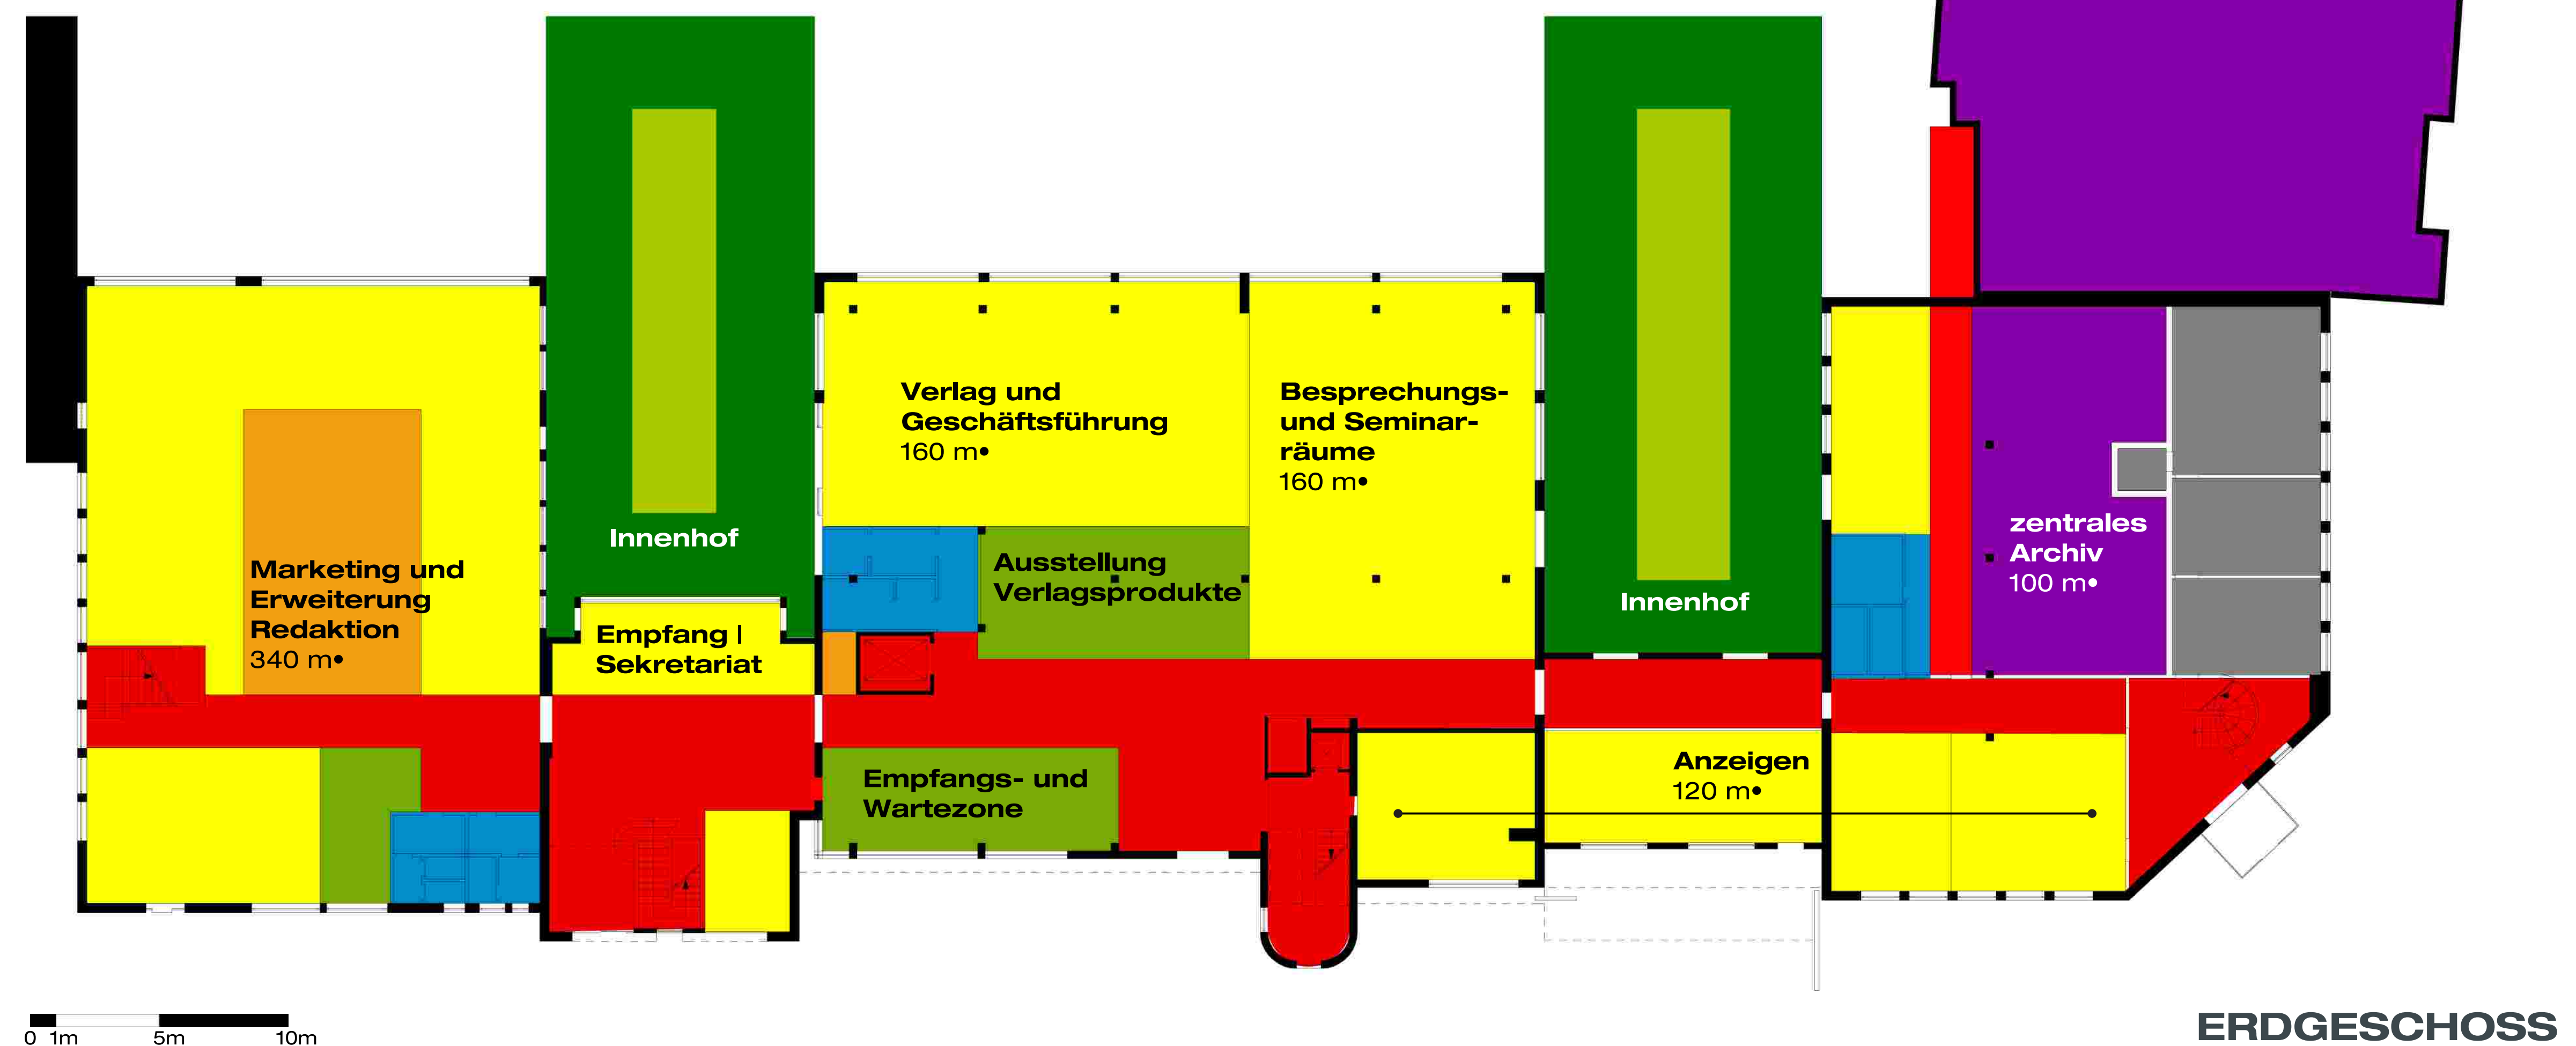 Verlag und
Geschäftsführung
160 m•
Besprechungs-
und Seminar-
räume
160 m•
Innenhof
zentrales
Archiv
100 m•
Ausstellung
Verlagsprodukte
Marketing und
Erweiterung
Redaktion
340 m•
Innenhof
Empfang |
Sekretariat
Empfangs- und
Wartezone
Anzeigen
120 m•
0 1m 5m 10m
ERDGESCHOSS